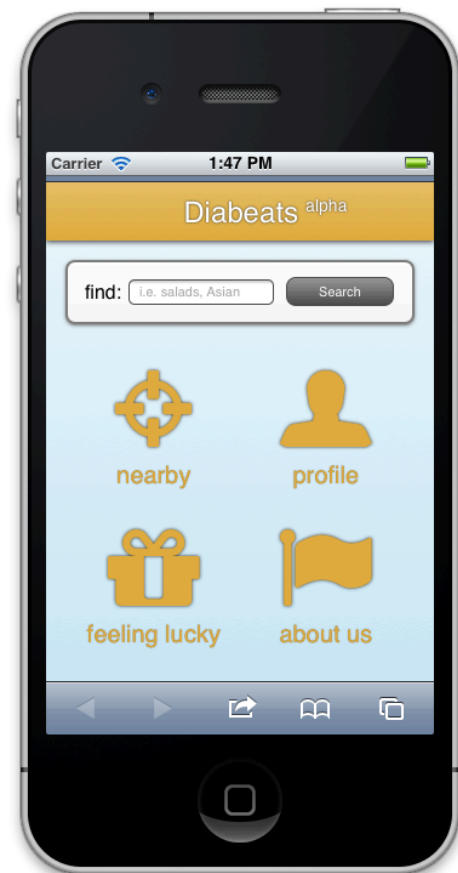 Carrier 1:47 PM
Diabeats alpha
find: i.e. salads, Asian Search
nearby profile
feeling lucky about us